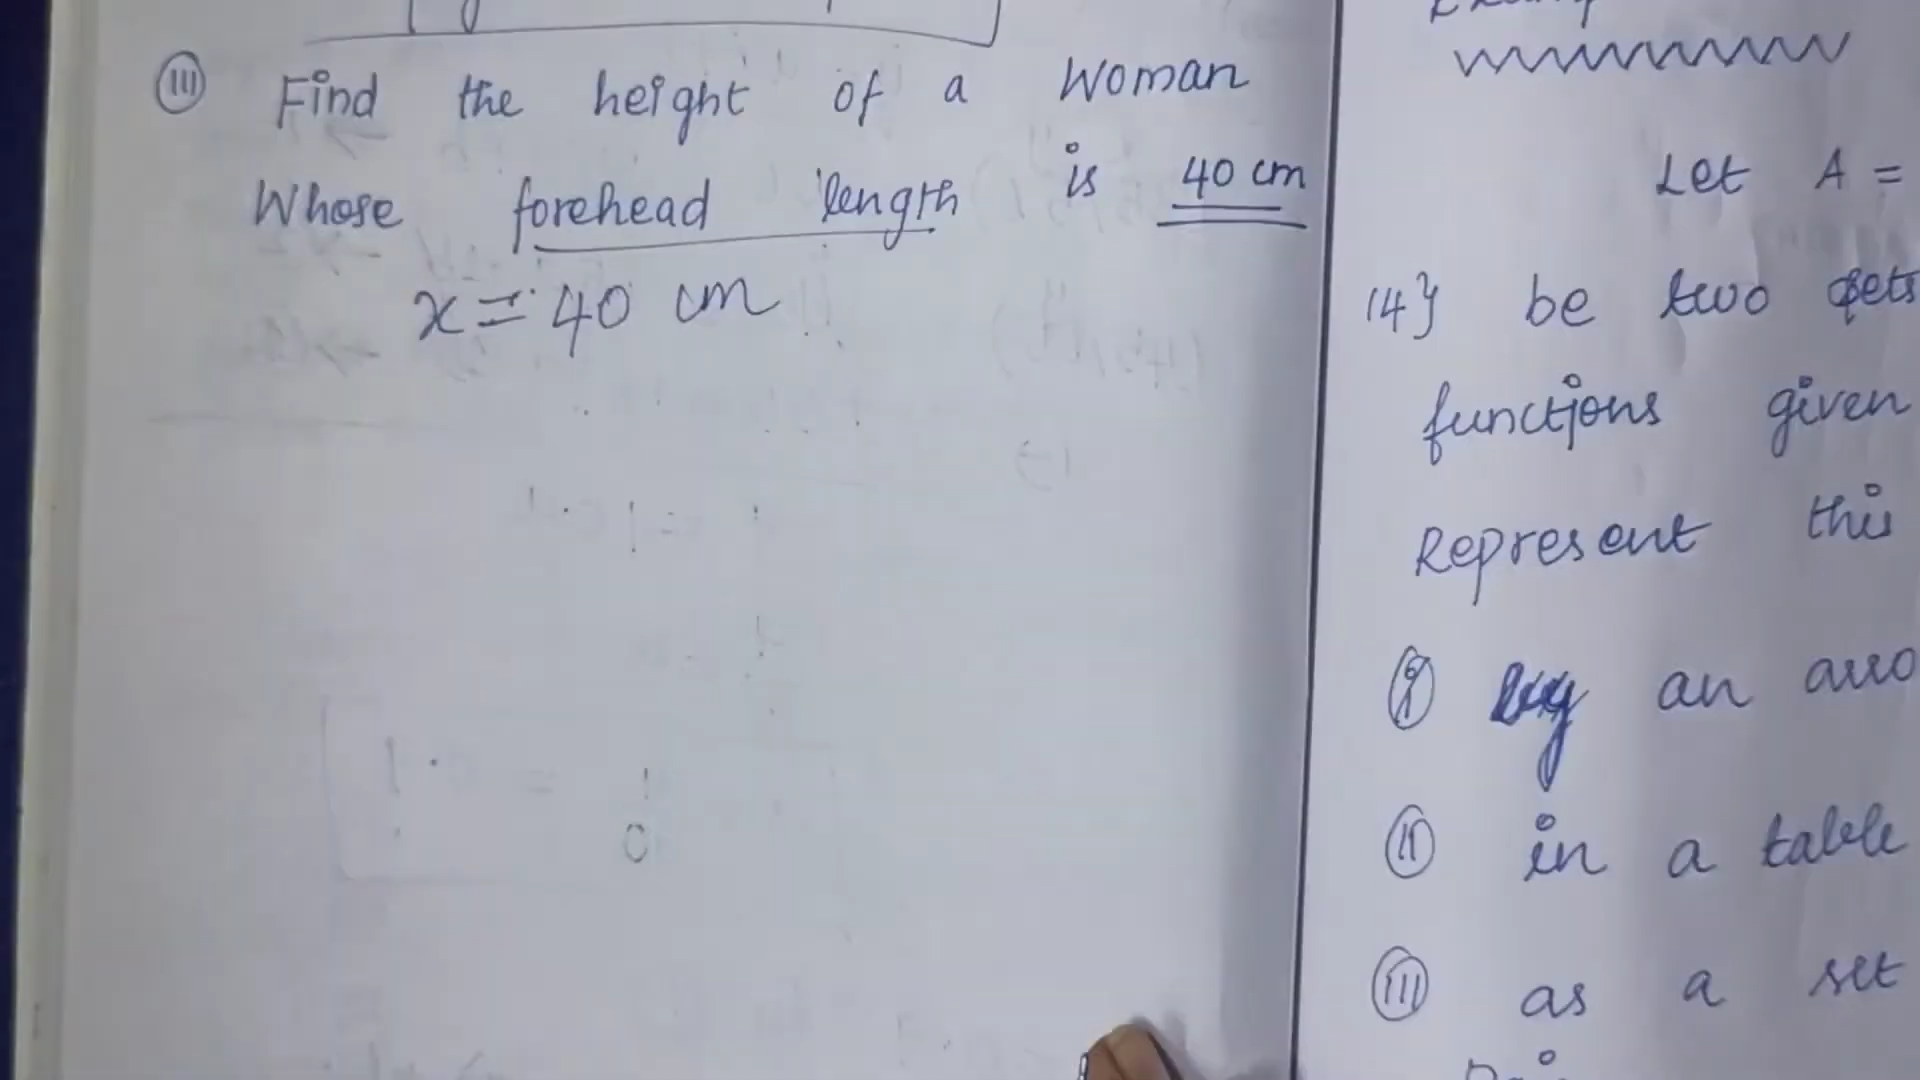 (iii) Find the height of a woman
whose forehead length is 40 cm
x = 40 cm
Let A =
14} be two sets
functions given
Represent this
(i) by an arro
(ii) in a table
(iii) as a set